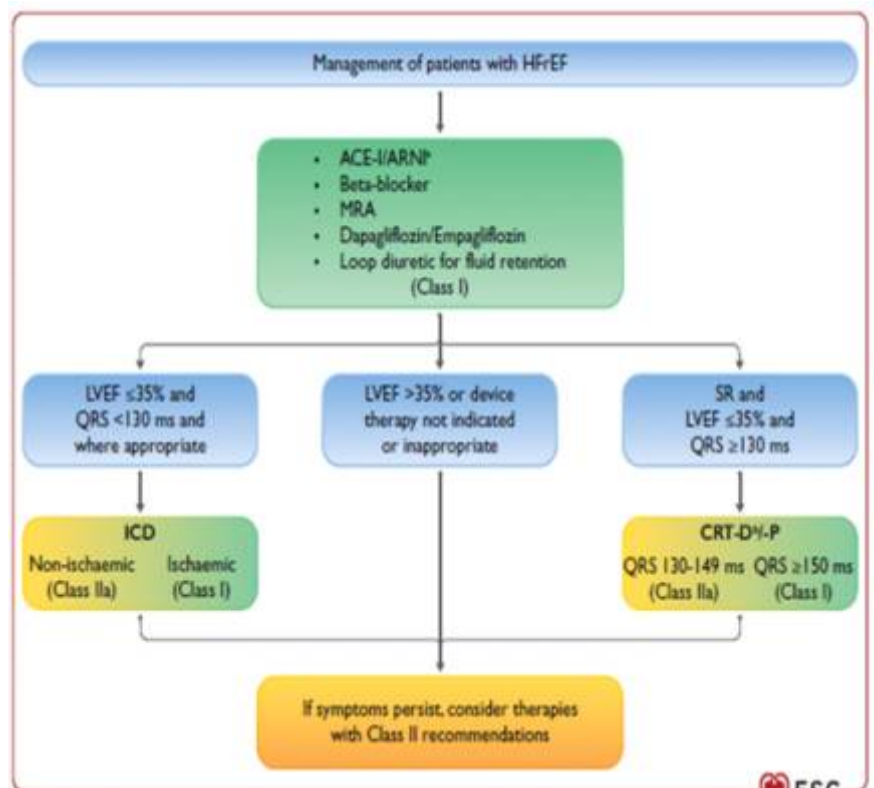 Management of patients with HFrEF
• ACE-I/ARNIª
• Beta-blocker
• MRA
• Dapagliflozin/Empagliflozin
• Loop diuretic for fluid retention
(Class I)
LVEF ≤35% and
QRS <130 ms and
where appropriate
LVEF >35% or device
therapy not indicated
or inappropriate
SR and
LVEF ≤35% and
QRS ≥130 ms
ICD
Non-ischaemic
(Class IIa)
Ischaemic
(Class I)
CRT-Dᵇ/-P
QRS 130-149 ms
(Class IIa)
QRS ≥150 ms
(Class I)
If symptoms persist, consider therapies
with Class II recommendations
ESC